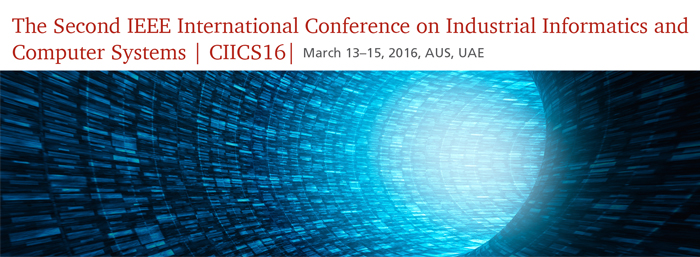 The Second IEEE International Conference on Industrial Informatics and
Computer Systems | CIICS16| March 13–15, 2016, AUS, UAE